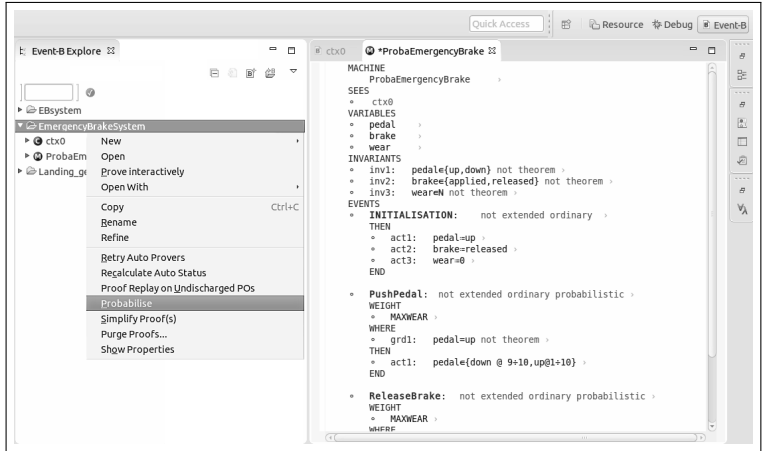 Quick Access
Resource
Debug
Event-B
Event-B Explore
EBsystem
EmergencyBrakeSystem
ctx0
ProbaEm
Landing_ge
New
Open
Prove interactively
Open With
Copy Ctrl+C
Rename
Refine
Retry Auto Provers
Recalculate Auto Status
Proof Replay on Undischarged POs
Probabilise
Simplify Proof(s)
Purge Proofs...
Show Properties
ctx0
*ProbaEmergencyBrake
MACHINE
ProbaEmergencyBrake
SEES
ctx0
VARIABLES
pedal
brake
wear
INVARIANTS
inv1: pedal∈{up,down} not theorem
inv2: brake∈{applied,released} not theorem
inv3: wear∈N not theorem
EVENTS
INITIALISATION: not extended ordinary
THEN
act1: pedal≔up
act2: brake≔released
act3: wear≔0
END
PushPedal: not extended ordinary probabilistic
WEIGHT
MAXWEAR
WHERE
grd1: pedal=up not theorem
THEN
act1: pedal∈{down @ 9÷10,up@1÷10}
END
ReleaseBrake: not extended ordinary probabilistic
WEIGHT
MAXWEAR
WHERE